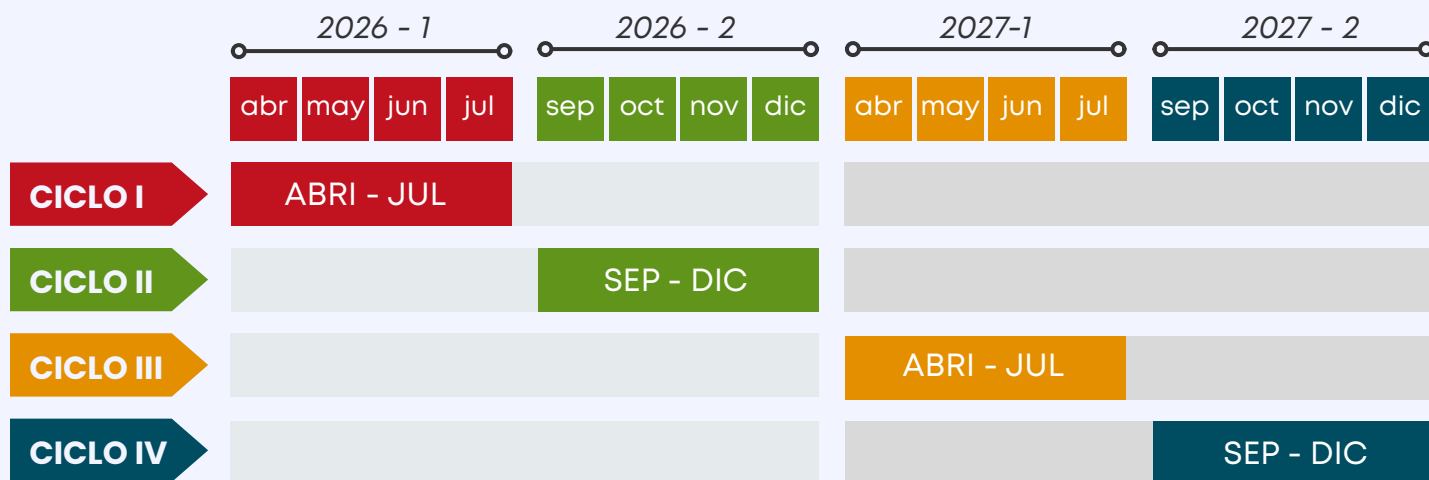 2026 - 1 2026 - 2 2027-1 2027 - 2
abr may jun jul sep oct nov dic abr may jun jul sep oct nov dic
CICLO I ABRI - JUL
CICLO II SEP - DIC
CICLO III ABRI - JUL
CICLO IV SEP - DIC